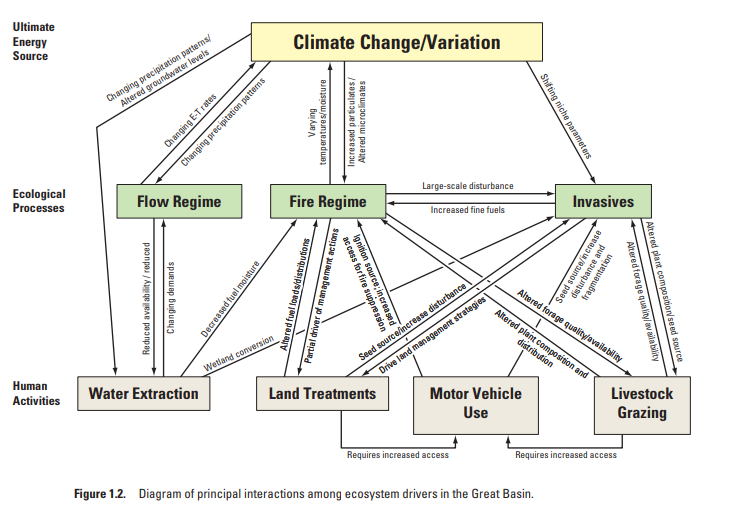 Ultimate
Energy
Source
Climate Change/Variation
Changing precipitation patterns/
Altered groundwater levels
Changing E-T rates
Changing precipitation patterns
Varying
temperatures/moisture
Increased particulates /
Altered microclimates
Shifting niche parameters
Ecological
Processes
Flow Regime
Fire Regime
Invasives
Large-scale disturbance
Increased fine fuels
Reduced availability / reduced
Changing demands
Decreased fuel moisture
Wetland conversion
Altered fuel loads/distributions
Partial driver of management actions
Ignition source; increased
access for fire suppression
Seed source/increase disturbance
Drive land management strategies
Seed source/increase
disturbance and
fragmentation
Altered forage quality/availability
Altered plant composition and
distribution
Altered forage quality/availability
Altered plant composition/seed source
Human
Activities
Water Extraction
Land Treatments
Motor Vehicle
Use
Livestock
Grazing
Requires increased access
Requires increased access
Figure 1.2. Diagram of principal interactions among ecosystem drivers in the Great Basin.